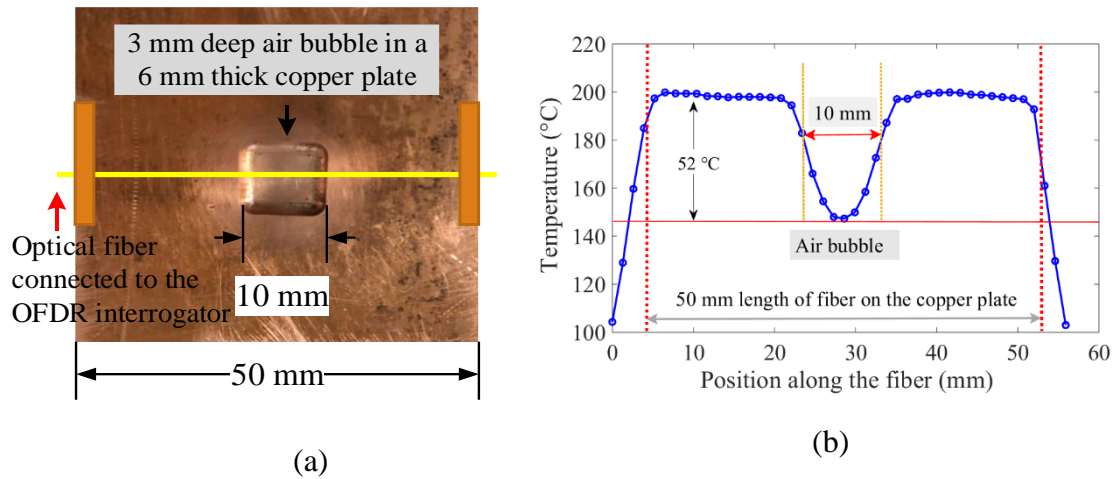 3 mm deep air bubble in a
6 mm thick copper plate
Optical fiber
connected to the
OFDR interrogator
10 mm
50 mm
(a)
220
200
180
160
140
120
100
Temperature (°C)
10 mm
52 °C
Air bubble
50 mm length of fiber on the copper plate
0 10 20 30 40 50 60
Position along the fiber (mm)
(b)